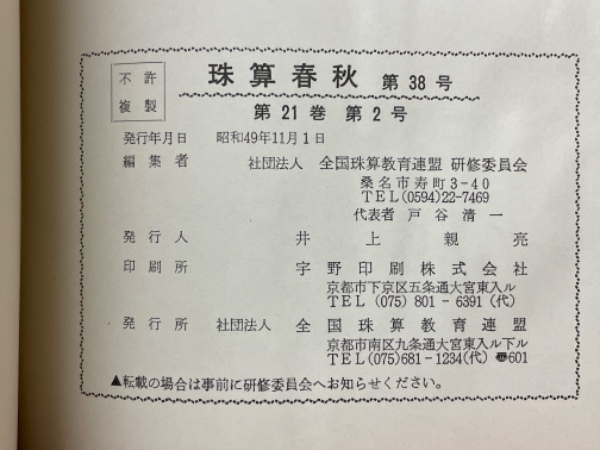 不許
複製
珠算春秋 第38号
第21巻 第2号
発行年月日 昭和49年11月1日
編集者 社団法人 全国珠算教育連盟 研修委員会
桑名市寿町3-40
TEL(0594)22-7469
代表者 戸谷清一
発行人 井上親亮
印刷所 宇野印刷株式会社
京都市下京区五条通大宮東入ル
TEL (075) 801-6391 (代)
発行所 社団法人 全国珠算教育連盟
京都市南区九条通大宮東入ル下ル
TEL(075)681-1234(代) 〠601
▲転載の場合は事前に研修委員会へお知らせください。